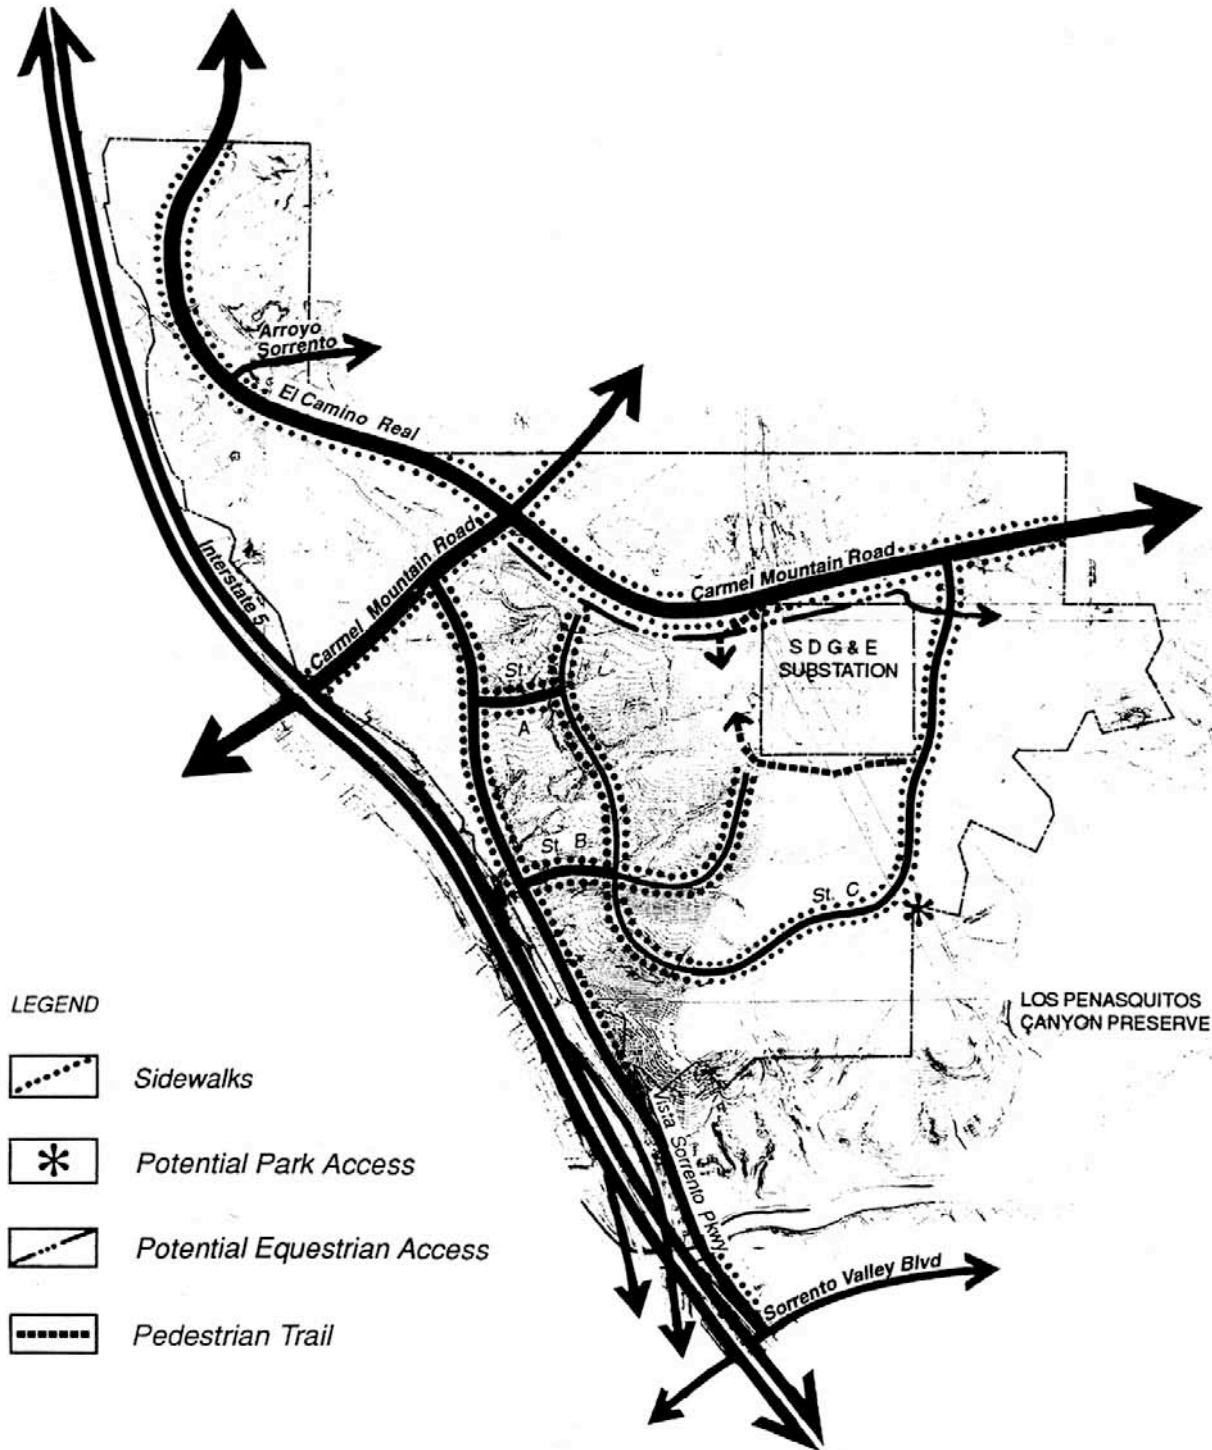 Arroyo
Sorrento
El Camino Real
Carmel Mountain Road
Interstate 5
Carmel Mountain Road
S D G & E
SUBSTATION
St.
A
St. B
St. C
LOS PENASQUITOS
CANYON PRESERVE
LEGEND
Sidewalks
Potential Park Access
Potential Equestrian Access
Pedestrian Trail
Vista Sorrento Pkwy
Sorrento Valley Blvd